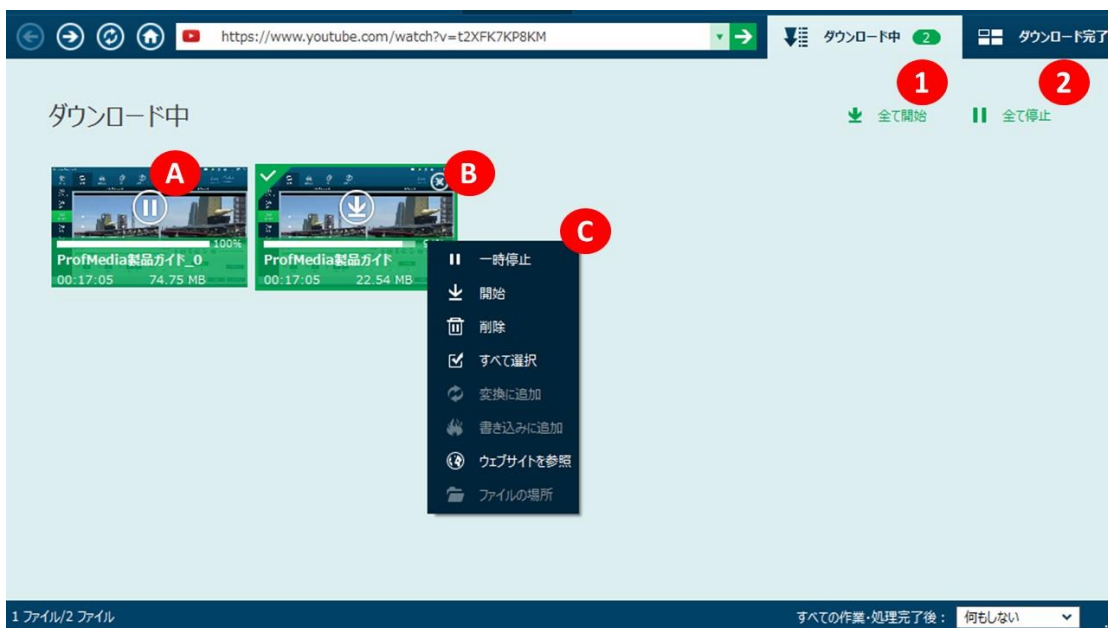 https://www.youtube.com/watch?v=t2XFK7KP8KM
ダウンロード中 2
ダウンロード完了
1
2
ダウンロード中
全て開始
全て停止
A
B
100%
ProfMedia製品ガイド_0
00:17:05 74.75 MB
ProfMedia製品ガイド
00:17:05 22.54 MB
C
一時停止
開始
削除
すべて選択
変換に追加
書き込みに追加
ウェブサイトを参照
ファイルの場所
1 ファイル/2 ファイル
すべての作業・処理完了後： 何もしない